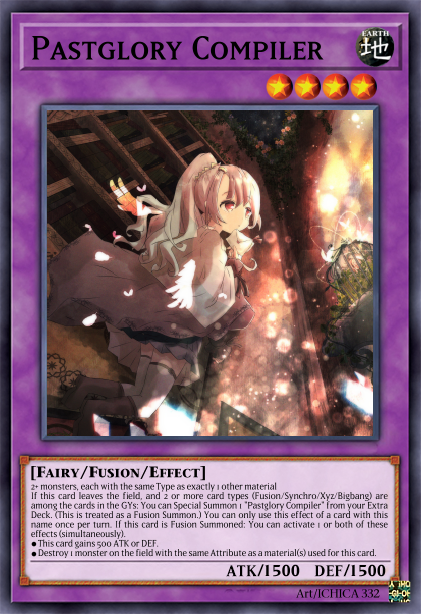 PASTGLORY COMPILER
EARTH
地
[FAIRY/FUSION/EFFECT]
2+ monsters, each with the same Type as exactly 1 other material
If this card leaves the field, and 2 or more card types (Fusion/Synchro/Xyz/Bigbang) are
among the cards in the GYs: You can Special Summon 1 "Pastglory Compiler" from your Extra
Deck. (This is treated as a Fusion Summon.) You can only use this effect of a card with this
name once per turn. If this card is Fusion Summoned: You can activate 1 or both of these
effects (simultaneously).
●This card gains 500 ATK or DEF.
●Destroy 1 monster on the field with the same Attribute as a material(s) used for this card.
ATK/1500 DEF/1500
Art/ICHICA 332